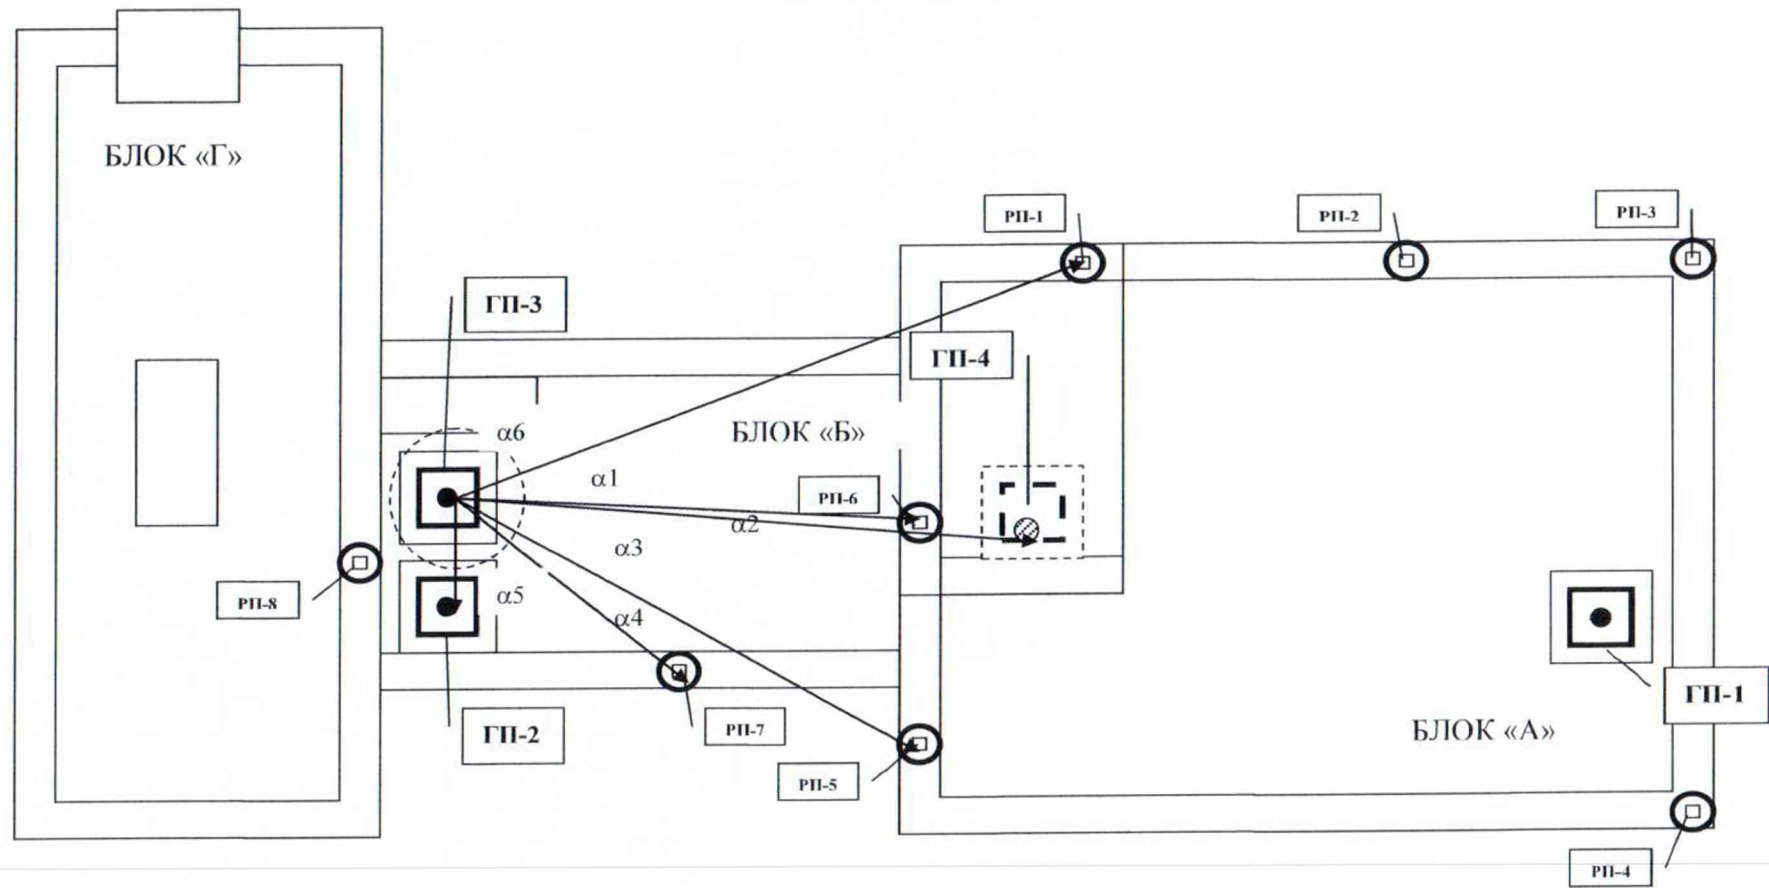 БЛОК «Г»
РП-1
РП-2
РП-3
ГП-3
ГП-4
α6
БЛОК «Б»
α1
РП-6
α2
α3
РП-8
α5
α4
ГП-1
ГП-2
РП-7
БЛОК «А»
РП-5
РП-4